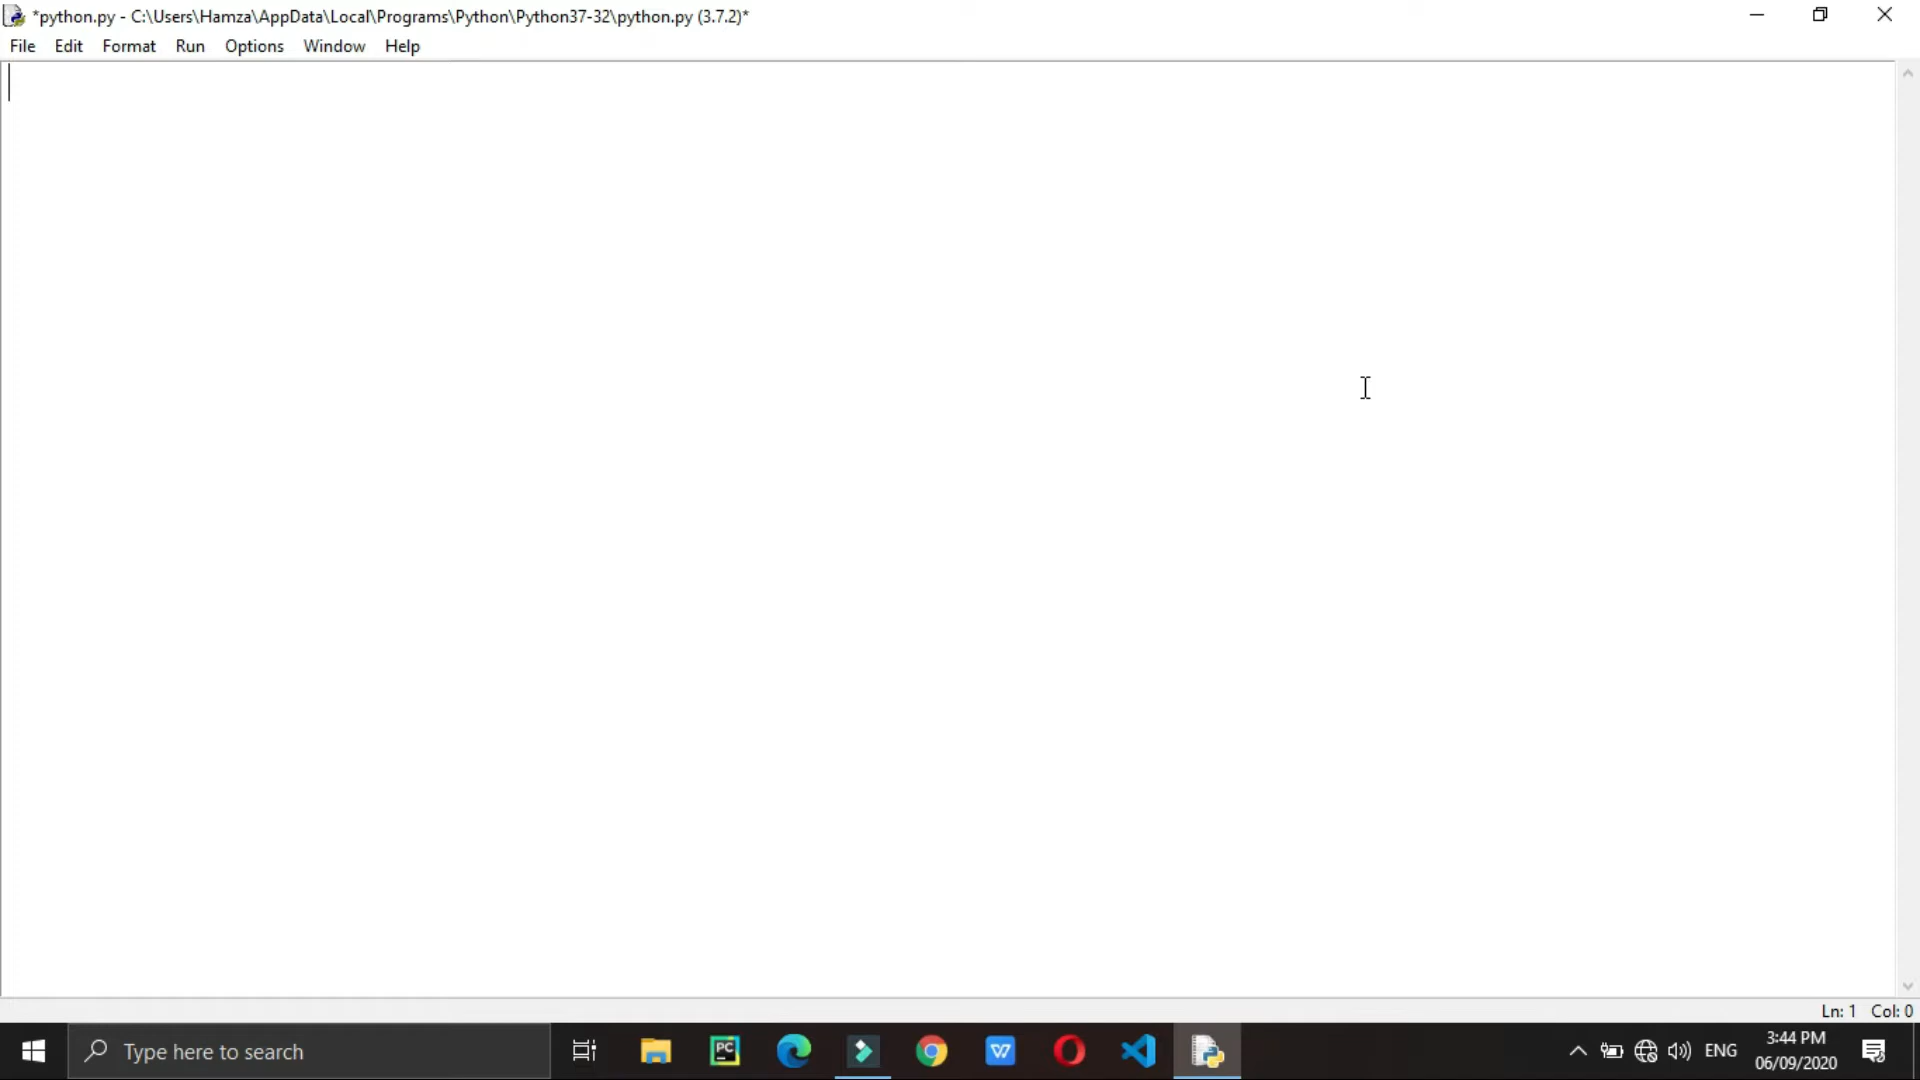 *python.py - C:\Users\Hamza\AppData\Local\Programs\Python\Python37-32\python.py (3.7.2)*
File Edit Format Run Options Window Help
Ln: 1 Col: 0
Type here to search
PC
W
ENG
3:44 PM
06/09/2020